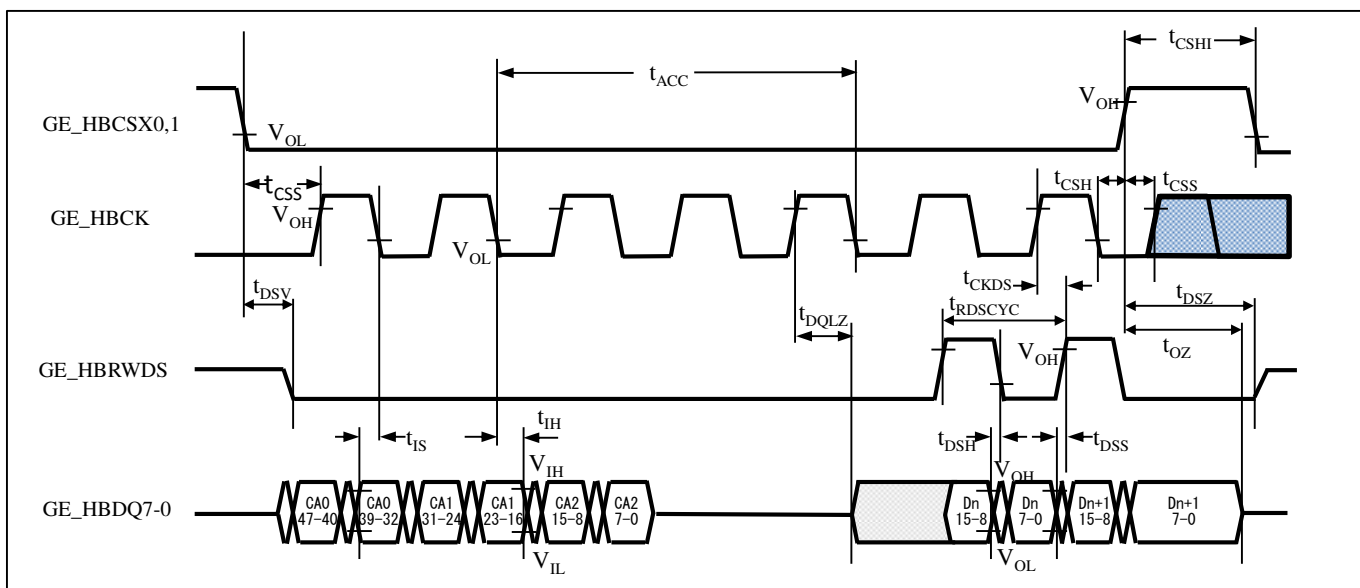 tCSHI
tACC
VOH
GE_HBCSX0,1
VOL
tCSS
tCSH
tCSS
VOH
GE_HBCK
VOL
tCKDS
tDSV
tDSZ
tRDSCYC
tDQLZ
tOZ
VOH
GE_HBRWDS
tIH
tIS
tDSH
tDSS
VIH
VOH
GE_HBDQ7-0
CA0 47-40
CA0 39-32
CA1 31-24
CA1 23-16
CA2 15-8
CA2 7-0
Dn 15-8
Dn 7-0
Dn+1 15-8
Dn+1 7-0
VIL
VOL